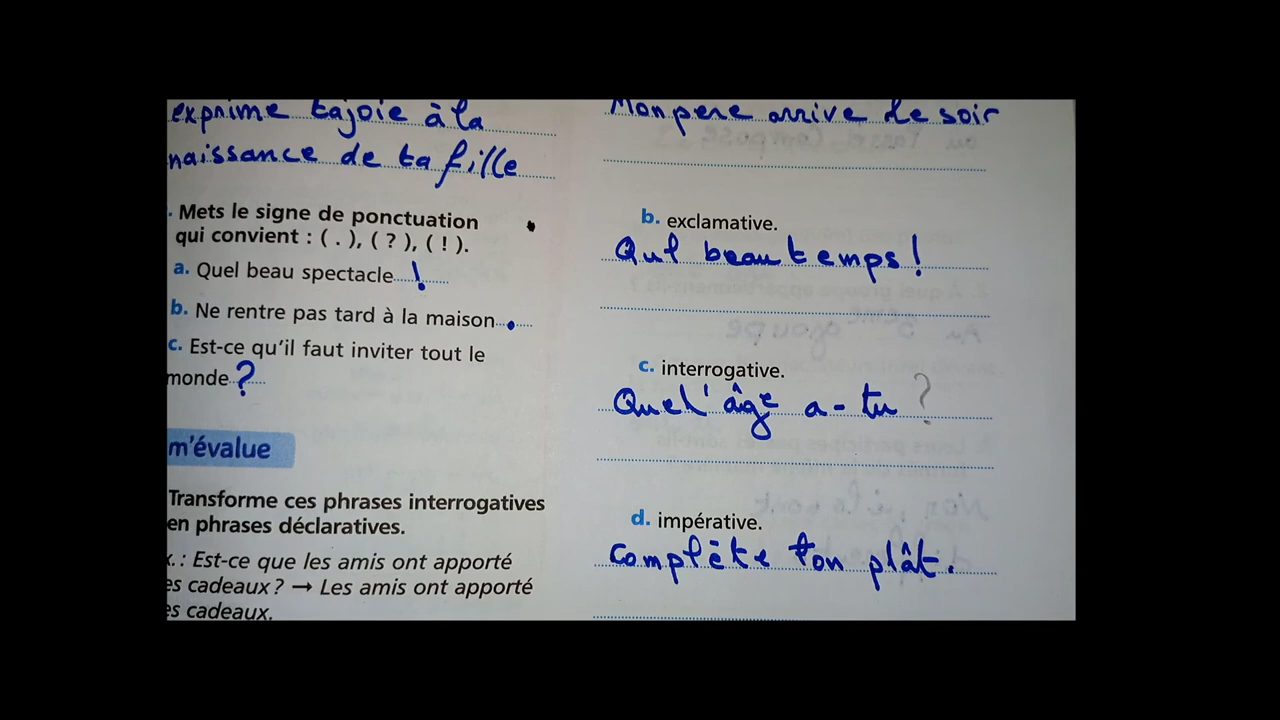 exprime tajoie à la
naissance de ta fille
. Mets le signe de ponctuation
qui convient : ( . ), ( ? ), ( ! ).
a. Quel beau spectacle !
b. Ne rentre pas tard à la maison .
c. Est-ce qu'il faut inviter tout le
monde ?
m'évalue
Transforme ces phrases interrogatives
en phrases déclaratives.
x. : Est-ce que les amis ont apporté
es cadeaux ? → Les amis ont apporté
es cadeaux.
Mon pere arrive le soir
b. exclamative.
Qul beau temps !
c. interrogative.
Quel'âge a-tu ?
d. impérative.
complète ton plât.